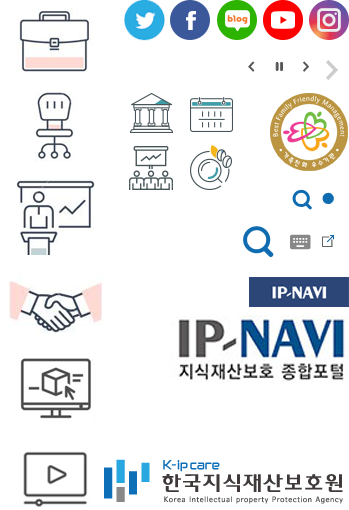 blog
Best Family Friendly Management
가족친화 우수기관
IP-NAVI
IP-NAVI
지식재산보호 종합포털
K-ip care
한국지식재산보호원
Korea Intellectual property Protection Agency